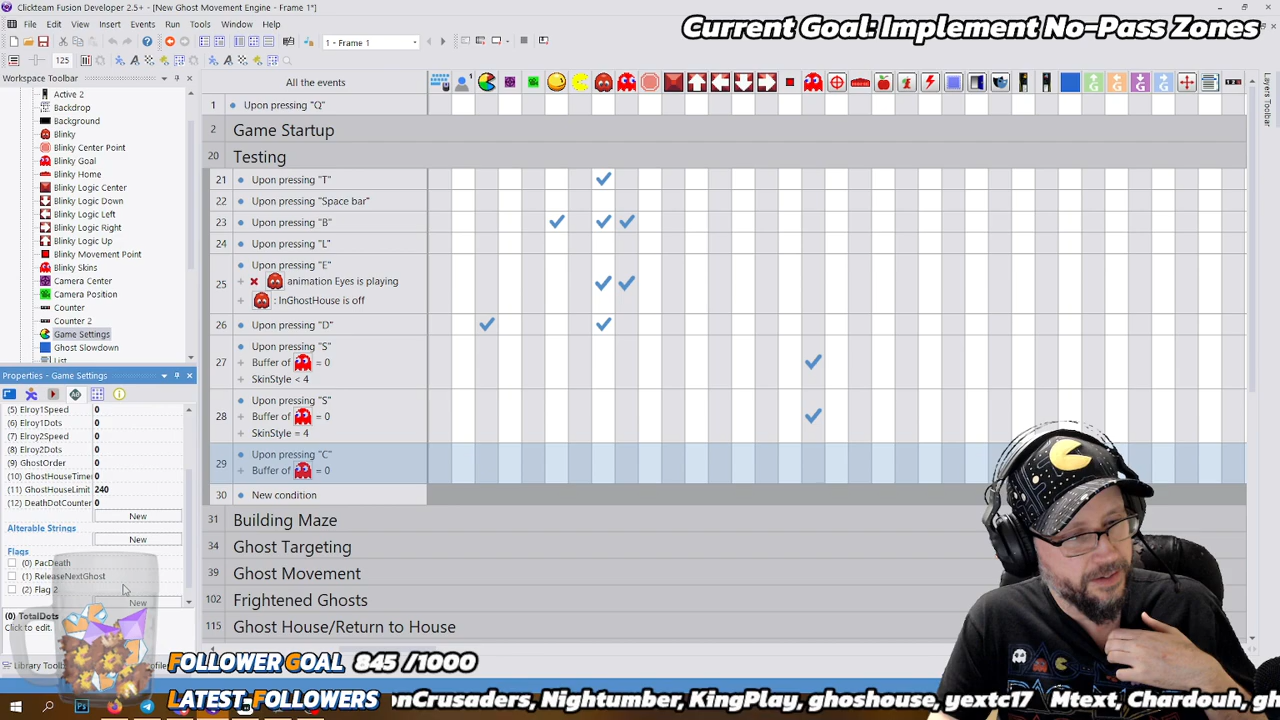 Clickteam Fusion Developer 2.5+ - [New Ghost Movement Engine - Frame 1*]
Current Goal: Implement No-Pass Zones
File Edit View Insert Events Run Tools Window Help
1 - Frame 1
Workspace Toolbar
All the events
Layers Toolbar
Active 2
Backdrop
Background
Blinky
Blinky Center Point
Blinky Goal
Blinky Home
Blinky Logic Center
Blinky Logic Down
Blinky Logic Left
Blinky Logic Right
Blinky Logic Up
Blinky Movement Point
Blinky Skins
Camera Center
Camera Position
Counter
Counter 2
Game Settings
Ghost Slowdown
List
1 Upon pressing "Q"
2 Game Startup
20 Testing
21 Upon pressing "T"
22 Upon pressing "Space bar"
23 Upon pressing "B"
24 Upon pressing "L"
25 Upon pressing "E"
+ animation Eyes is playing
+ : InGhostHouse is off
26 Upon pressing "D"
27 Upon pressing "S"
+ Buffer of = 0
+ SkinStyle < 4
28 Upon pressing "S"
+ Buffer of = 0
+ SkinStyle = 4
29 Upon pressing "C"
+ Buffer of = 0
30 New condition
31 Building Maze
34 Ghost Targeting
39 Ghost Movement
102 Frightened Ghosts
115 Ghost House/Return to House
Properties - Game Settings
(5) Elroy1Speed 0
(6) Elroy1Dots 0
(7) Elroy2Speed 0
(8) Elroy2Dots 0
(9) GhostOrder 0
(10) GhostHouseTimer 0
(11) GhostHouseLimit 240
(12) DeathDotCounter 0
New
Alterable Strings
New
Flags
(0) PacDeath
(1) ReleaseNextGhost
(2) Flag 2
New
(0) TotalDots
Click to edit.
Library Toolb
Follower Goal 845 /1000
Latest Followers nCrusaders, Nightumber, KingPlay, ghoshouse, yextc17 Mtext, Chardouh, gh